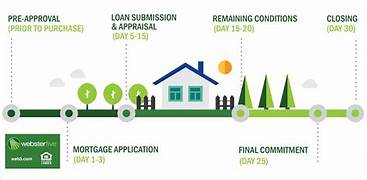 PRE-APPROVAL
(PRIOR TO PURCHASE)
LOAN SUBMISSION
& APPRAISAL
(DAY 5-15)
REMAINING CONDITIONS
(DAY 15-20)
CLOSING
(DAY 30)
websterfive
web5.com
MORTGAGE APPLICATION
(DAY 1-3)
FINAL COMMITMENT
(DAY 25)